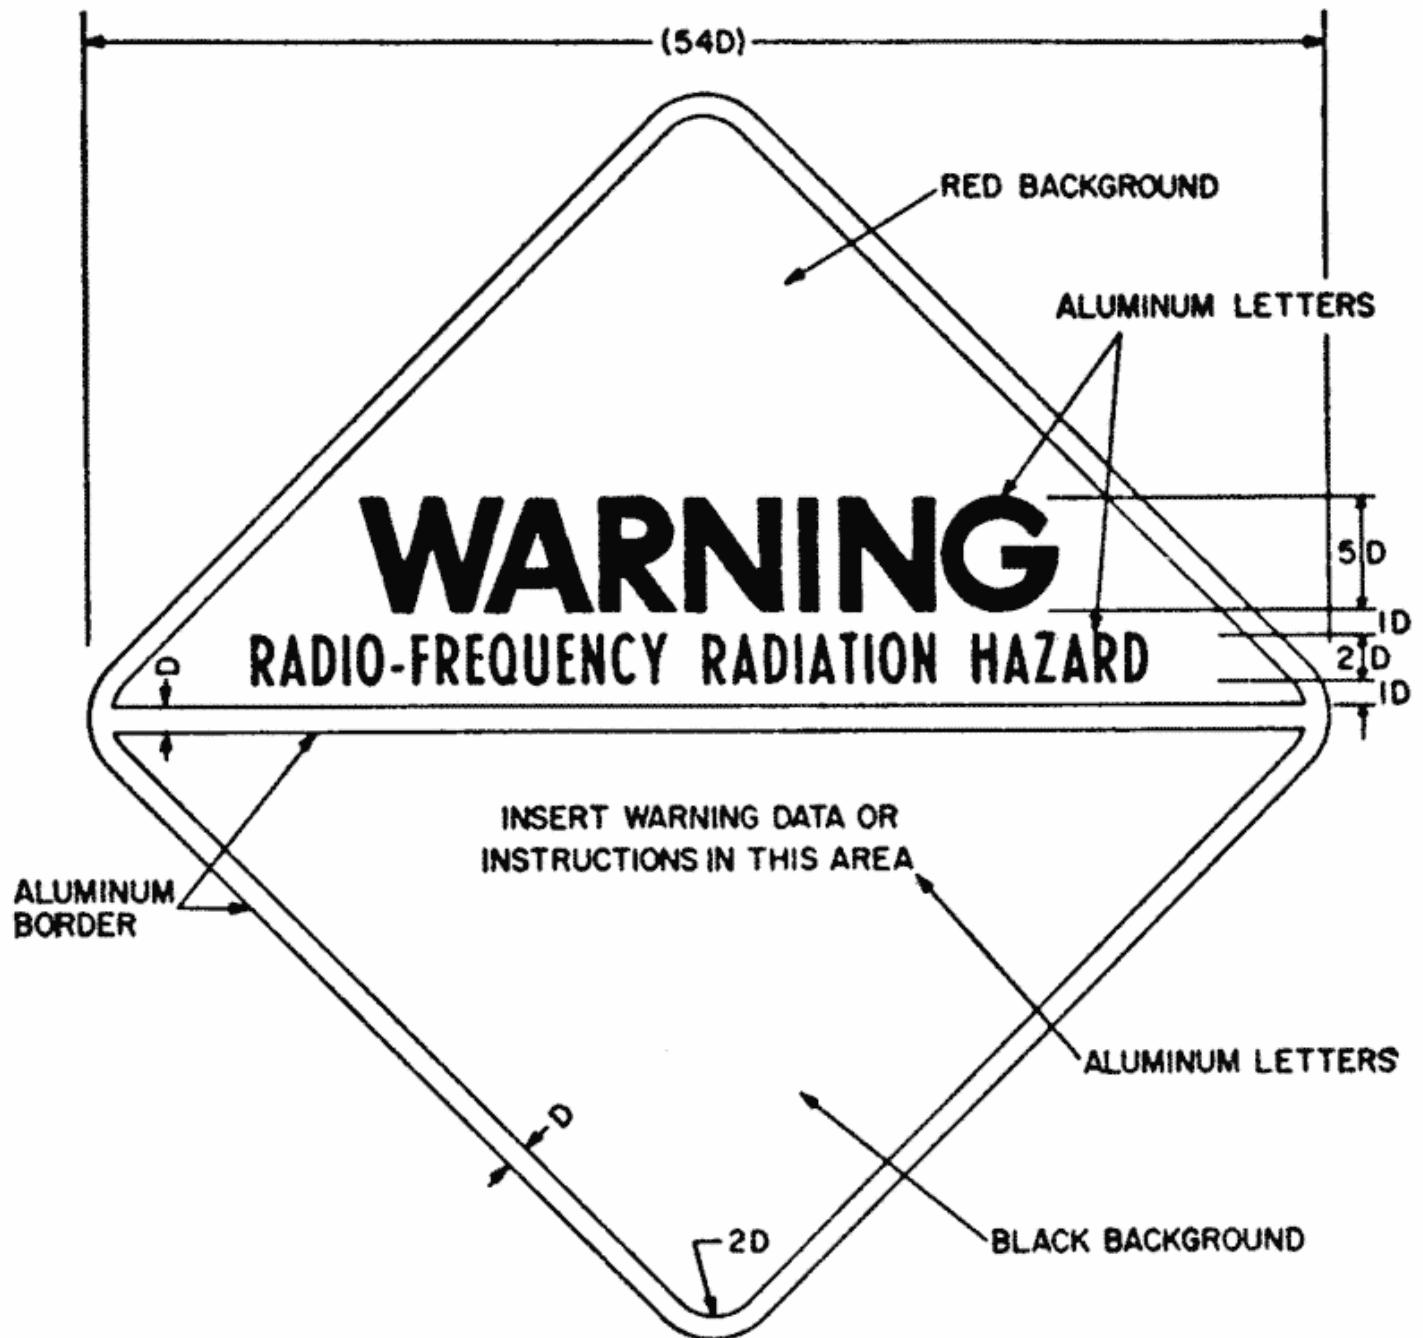 (54D)
RED BACKGROUND
ALUMINUM LETTERS
WARNING
5D
1D
RADIO-FREQUENCY RADIATION HAZARD
2D
1D
D
INSERT WARNING DATA OR
INSTRUCTIONS IN THIS AREA
ALUMINUM
BORDER
ALUMINUM LETTERS
D
2D
BLACK BACKGROUND